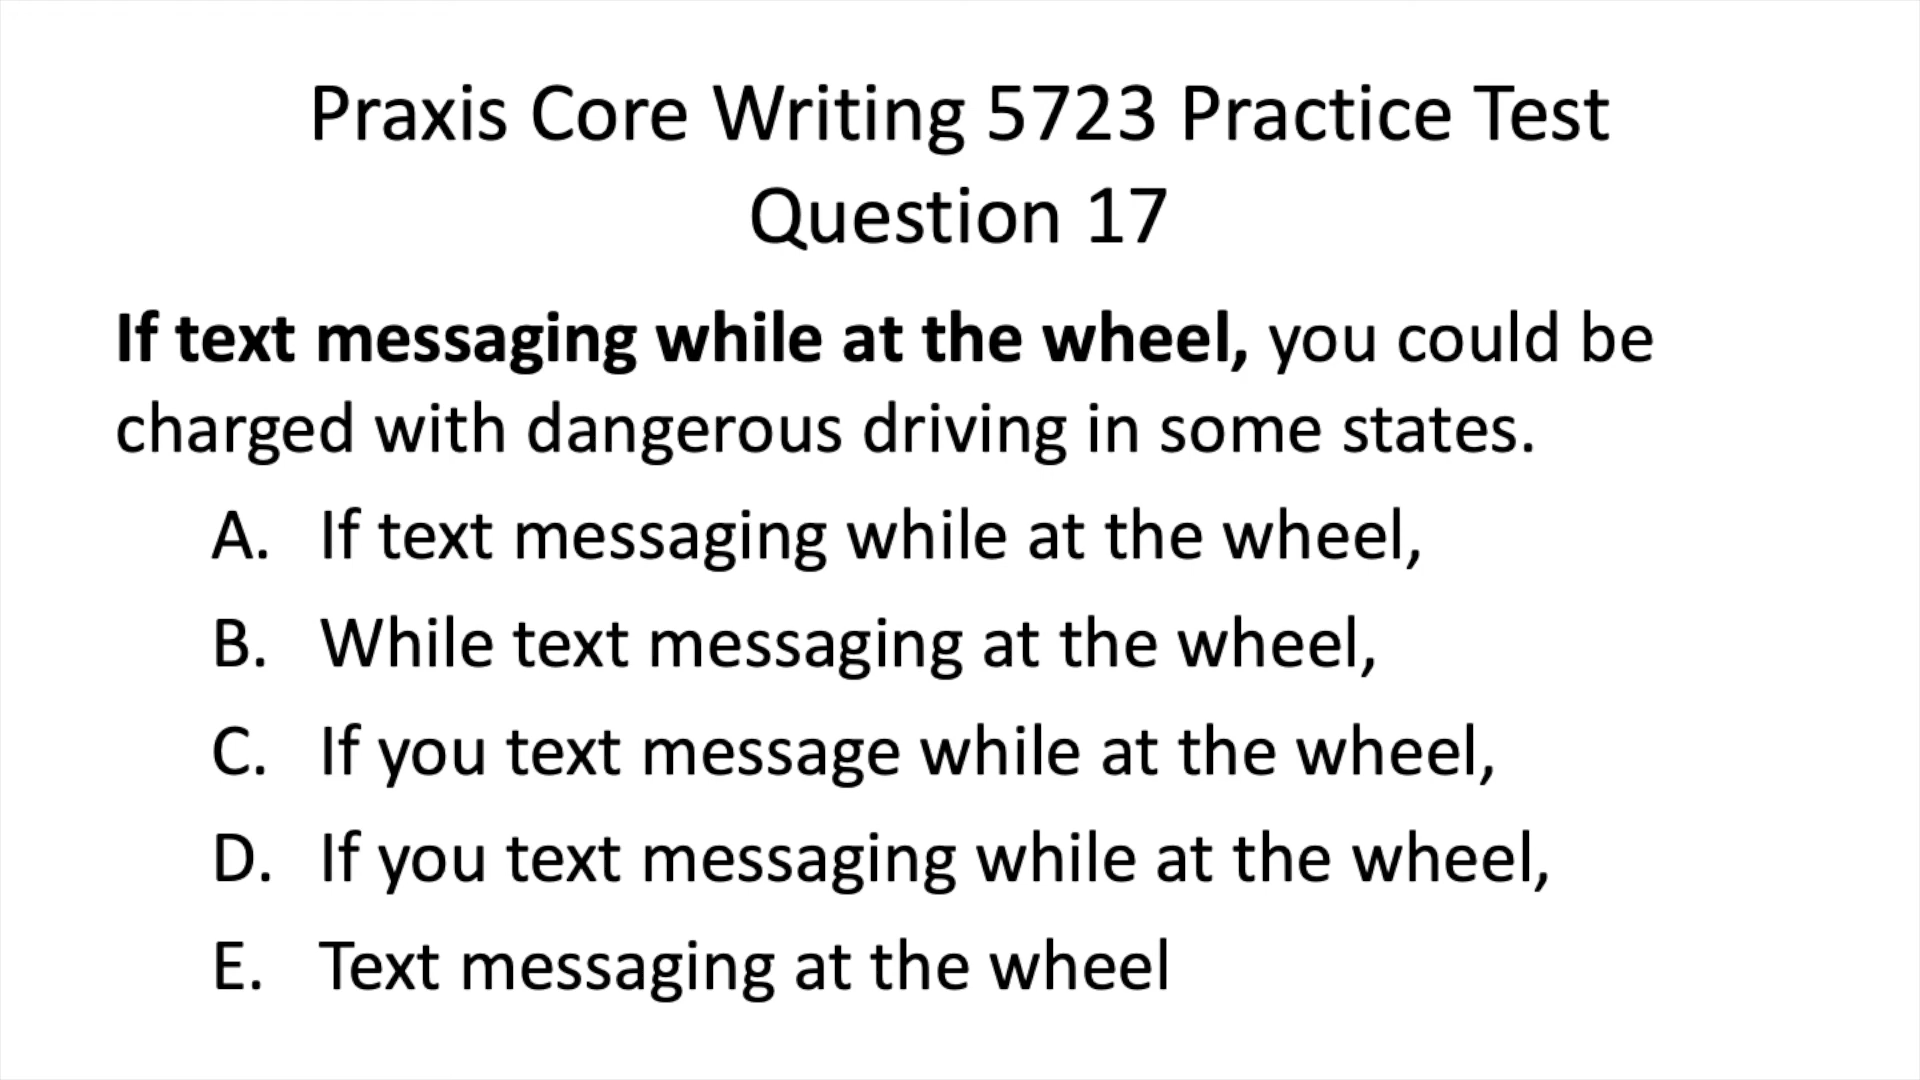 Praxis Core Writing 5723 Practice Test
Question 17
If text messaging while at the wheel, you could be
charged with dangerous driving in some states.
A. If text messaging while at the wheel,
B. While text messaging at the wheel,
C. If you text message while at the wheel,
D. If you text messaging while at the wheel,
E. Text messaging at the wheel